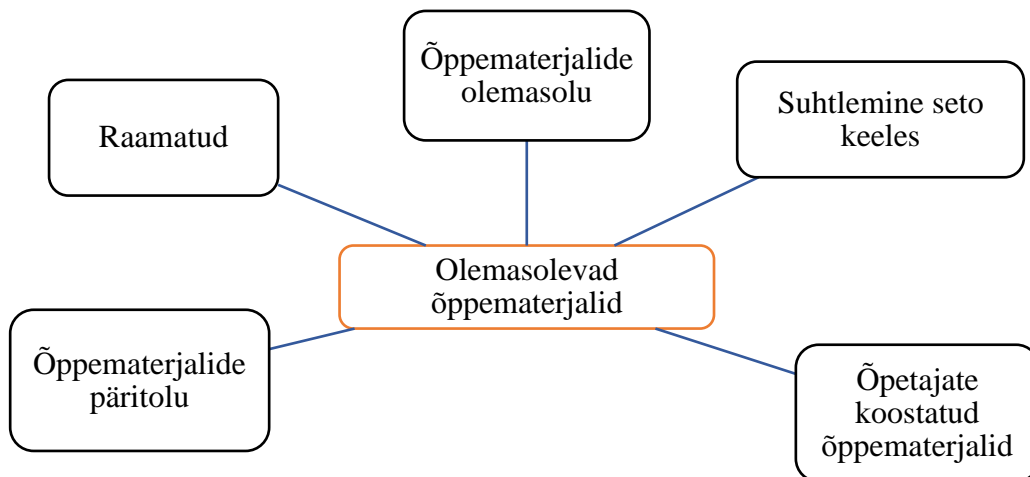 Õppematerjalide
olemasolu
Raamatud
Suhtlemine seto
keeles
Olemasolevad
õppematerjalid
Õppematerjalide
päritolu
Õpetajate
koostatud
õppematerjalid